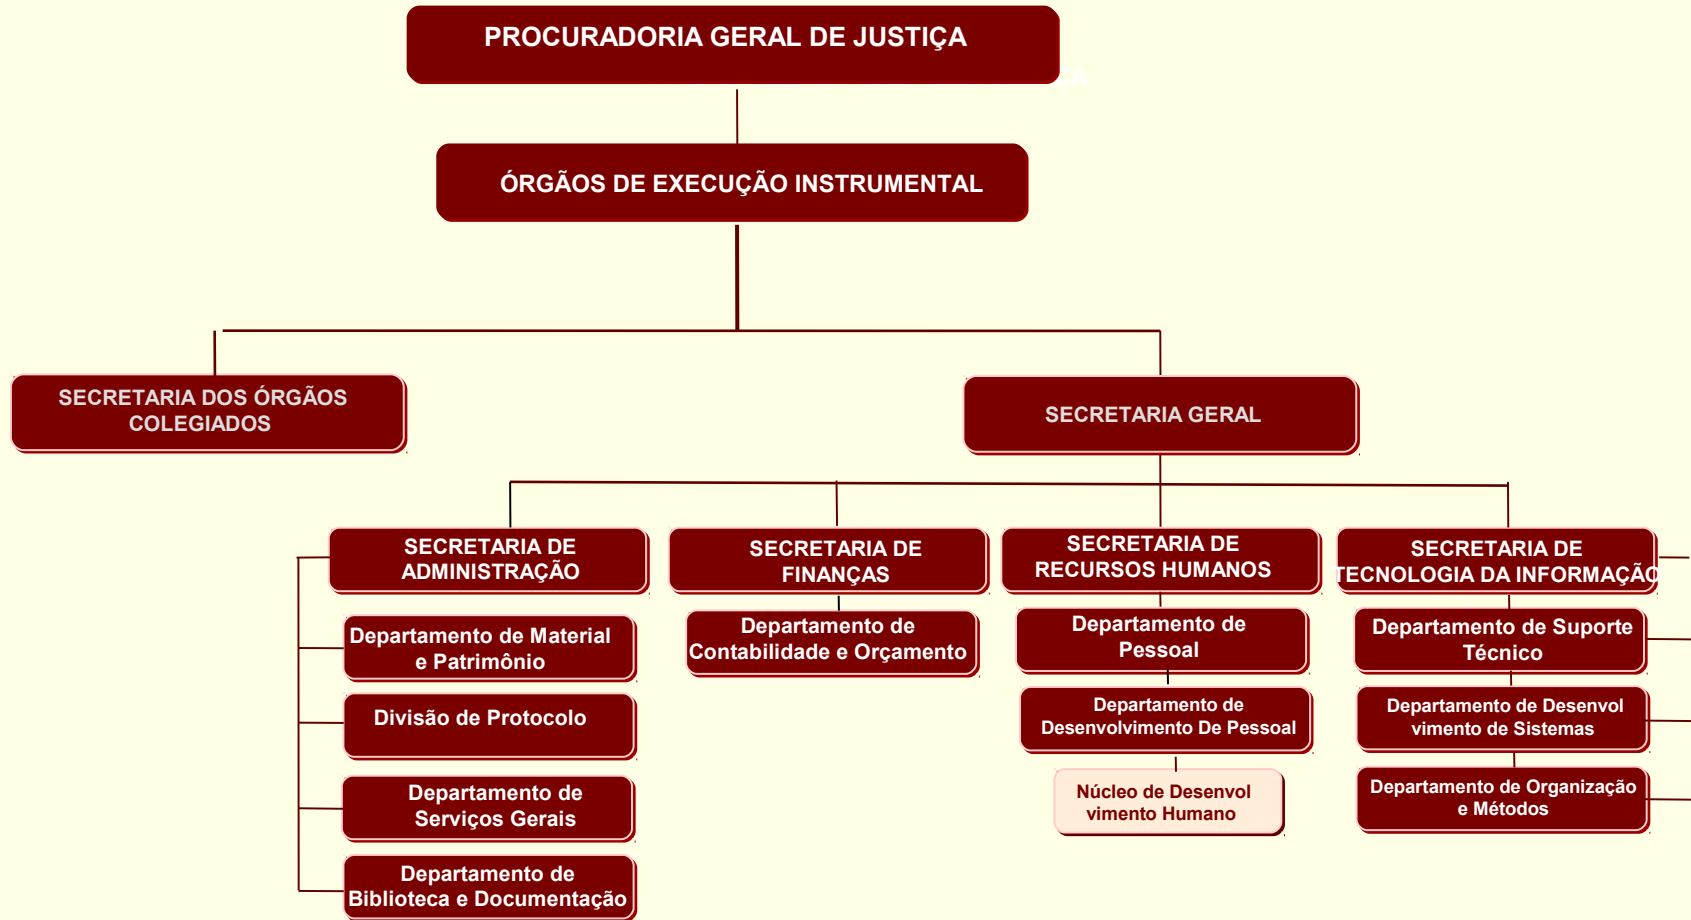 PROCURADORIA GERAL DE JUSTIÇA
ÇA
ÓRGÃOS DE EXECUÇÃO INSTRUMENTAL
SECRETARIA DOS ÓRGÃOS
COLEGIADOS
SECRETARIA GERAL
SECRETARIA DE
ADMINISTRAÇÃO
SECRETARIA DE
FINANÇAS
SECRETARIA DE
RECURSOS HUMANOS
SECRETARIA DE
TECNOLOGIA DA INFORMAÇÃO
Departamento de Material
e Patrimônio
Divisão de Protocolo
Departamento de
Serviços Gerais
Departamento de
Biblioteca e Documentação
Departamento de
Contabilidade e Orçamento
Departamento de
Pessoal
Departamento de
Desenvolvimento De Pessoal
Núcleo de Desenvol
vimento Humano
Departamento de Suporte
Técnico
Departamento de Desenvol
vimento de Sistemas
Departamento de Organização
e Métodos